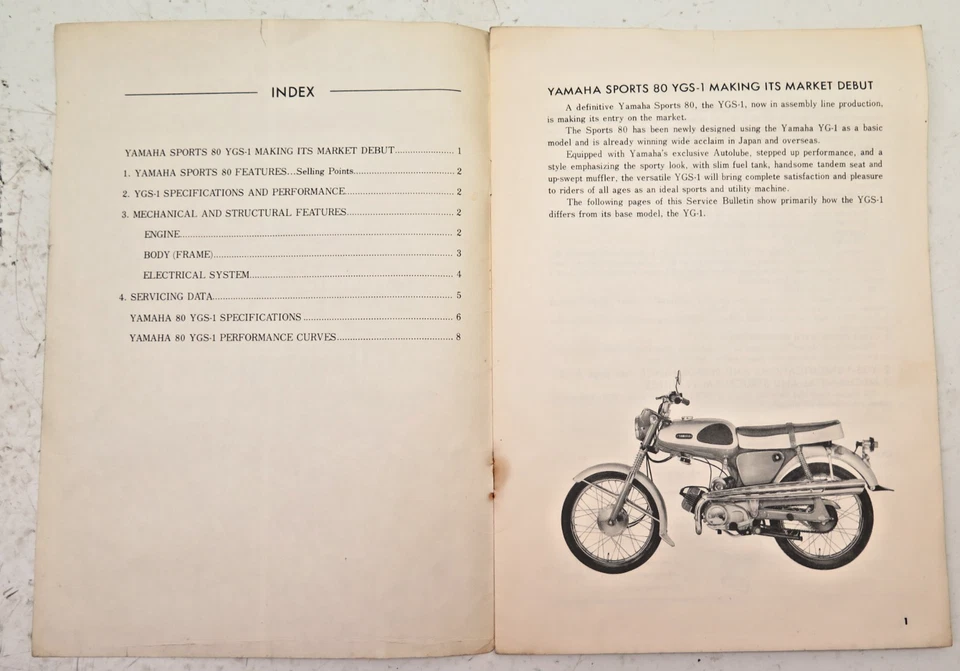 INDEX
YAMAHA SPORTS 80 YGS-1 MAKING ITS MARKET DEBUT...................... 1
1. YAMAHA SPORTS 80 FEATURES...Selling Points.................................... 2
2. YGS-1 SPECIFICATIONS AND PERFORMANCE....................................... 2
3. MECHANICAL AND STRUCTURAL FEATURES....................................... 2
ENGINE.................................................................................................... 2
BODY (FRAME)......................................................................................... 3
ELECTRICAL SYSTEM............................................................................ 4
4. SERVICING DATA.......................................................................................... 5
YAMAHA 80 YGS-1 SPECIFICATIONS ...................................................... 6
YAMAHA 80 YGS-1 PERFORMANCE CURVES........................................... 8
YAMAHA SPORTS 80 YGS-1 MAKING ITS MARKET DEBUT
A definitive Yamaha Sports 80, the YGS-1, now in assembly line production,
is making its entry on the market.
The Sports 80 has been newly designed using the Yamaha YG-1 as a basic
model and is already winning wide acclaim in Japan and overseas.
Equipped with Yamaha's exclusive Autolube, stepped up performance, and a
style emphasizing the sporty look, with slim fuel tank, handsome tandem seat and
up-swept muffler, the versatile YGS-1 will bring complete satisfaction and pleasure
to riders of all ages as an ideal sports and utility machine.
The following pages of this Service Bulletin show primarily how the YGS-1
differs from its base model, the YG-1.
YAMAHA
1